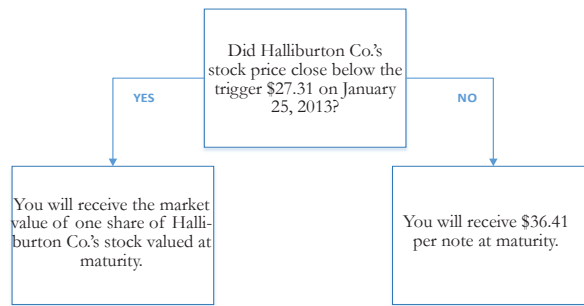 Did Halliburton Co.'s
stock price close below the
trigger $27.31 on January
25, 2013?
YES
NO
You will receive the market
value of one share of Halli-
burton Co.'s stock valued at
maturity.
You will receive $36.41
per note at maturity.